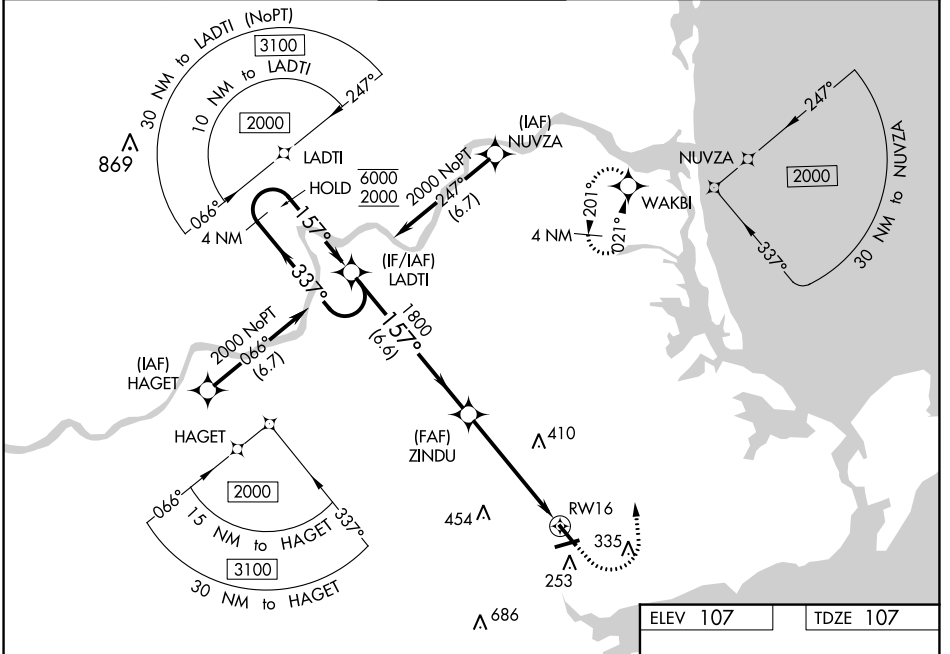 30 NM to LADTI (NoPT)
3100
10 NM to LADTI
2000
247°
066°
869
LADTI
HOLD
6000
2000
4 NM
157°
337°
(IF/IAF)
LADTI
(IAF)
NUVZA
2000 NoPT
247°
(6.7)
201°
021°
4 NM
WAKBI
NUVZA
247°
2000
337°
30 NM to NUVZA
2000 NoPT
066°
(6.7)
(IAF)
HAGET
1800
157°
(6.6)
(FAF)
ZINDU
410
HAGET
066°
2000
15 NM to HAGET
337°
3100
30 NM to HAGET
454
RW16
335
253
686
ELEV 107
TDZE 107